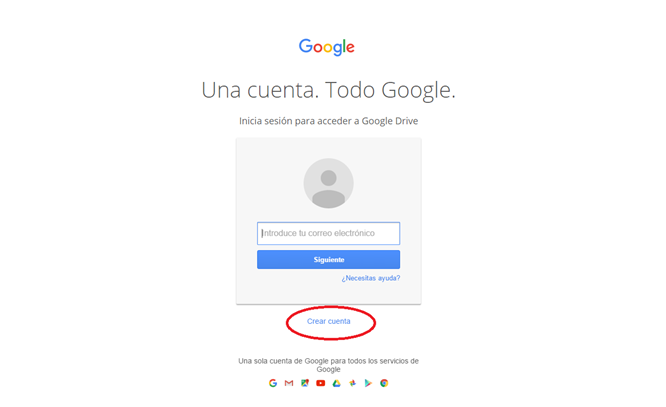 Google
Una cuenta. Todo Google.
Inicia sesión para acceder a Google Drive
Introduce tu correo electrónico
Siguiente
¿Necesitas ayuda?
Crear cuenta
Una sola cuenta de Google para todos los servicios de
Google